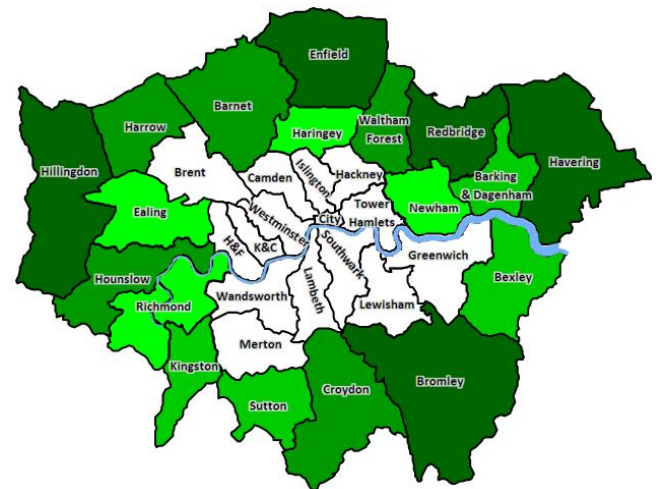 Enfield
Barnet
Harrow
Haringey
Waltham
Forest
Redbridge
Havering
Hillingdon
Brent
Camden
Islington
Hackney
Barking
& Dagenham
Ealing
Westminster
City
Tower
Hamlets
Newham
H&F
K&C
Southwark
Greenwich
Hounslow
Bexley
Richmond
Wandsworth
Lambeth
Lewisham
Merton
Kingston
Sutton
Croydon
Bromley